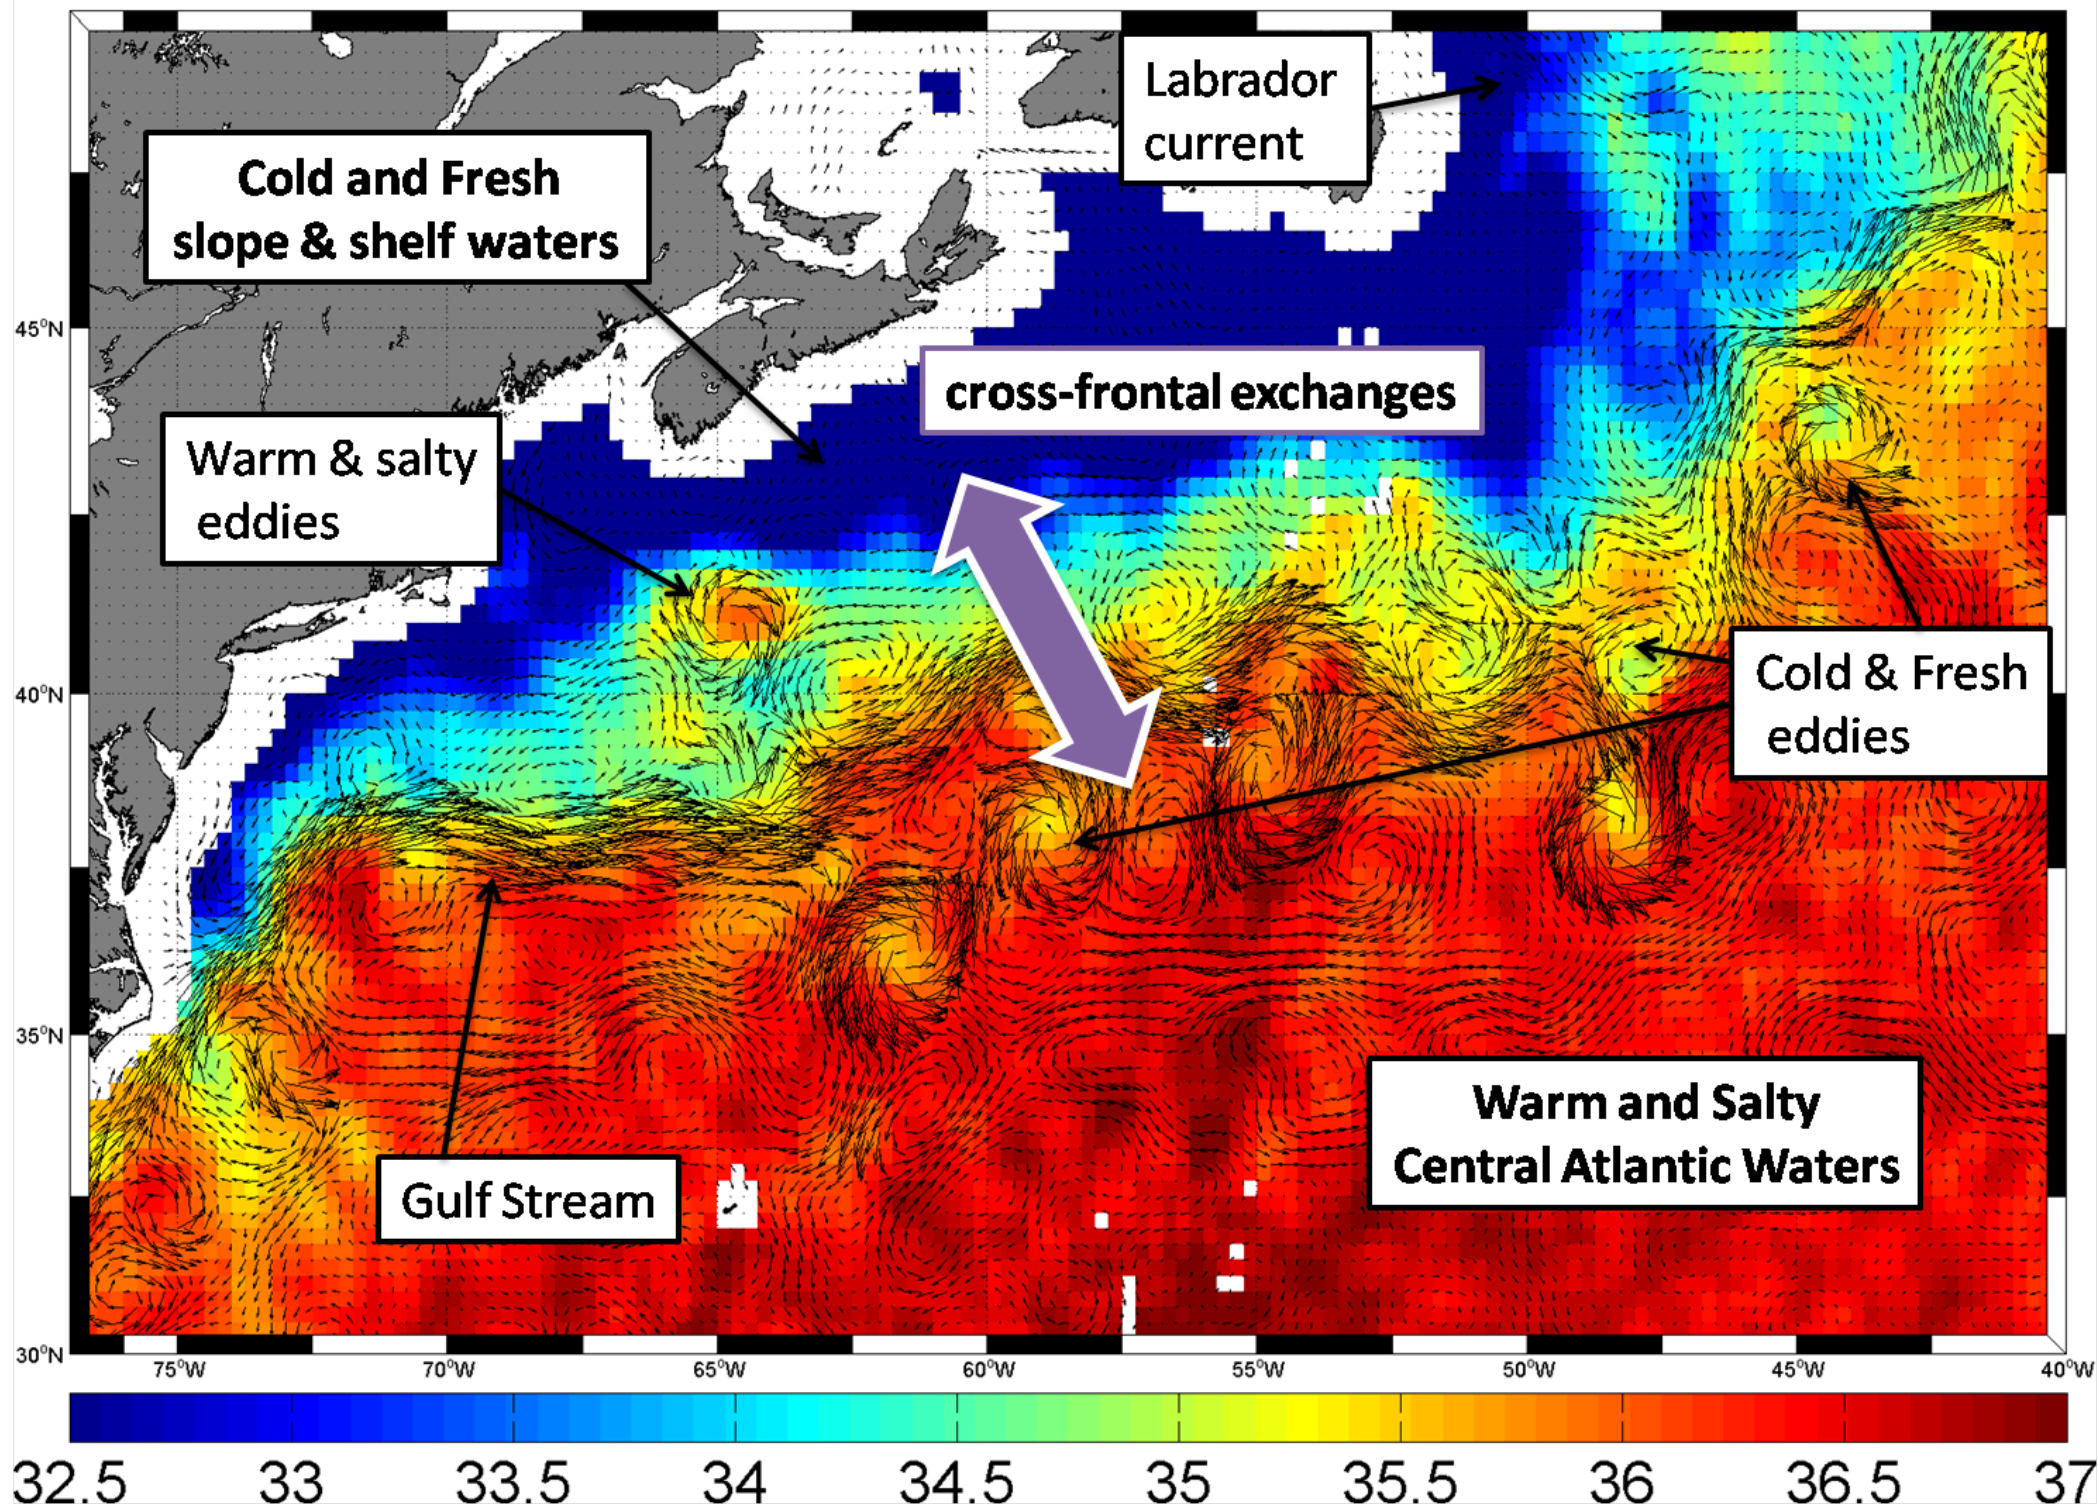 Labrador
current
Cold and Fresh
slope & shelf waters
45°N
cross-frontal exchanges
Warm & salty
eddies
Cold & Fresh
eddies
40°N
35°N
Warm and Salty
Central Atlantic Waters
Gulf Stream
30°N
75°W 70°W 65°W 60°W 55°W 50°W 45°W 40°W
32.5 33 33.5 34 34.5 35 35.5 36 36.5 37